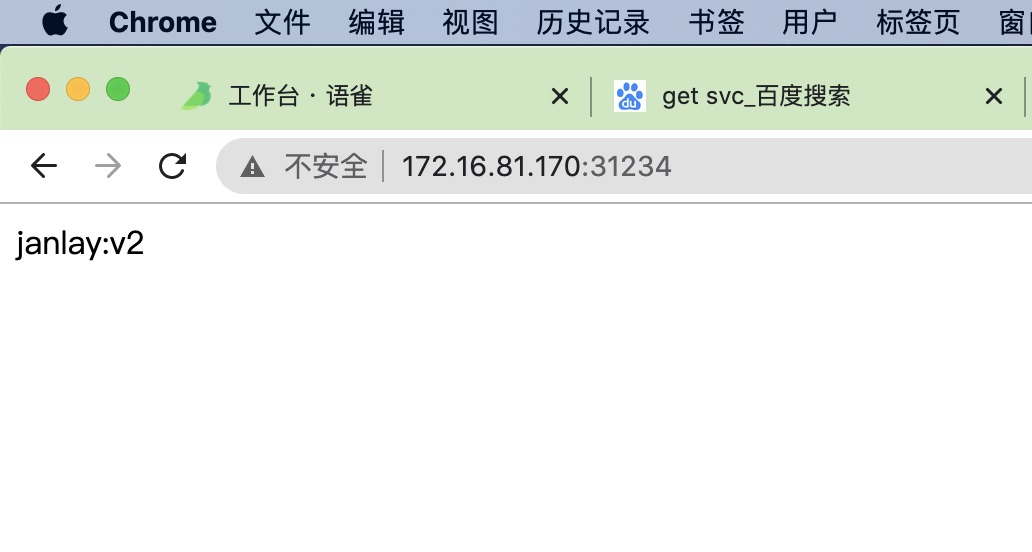 Chrome 文件 编辑 视图 历史记录 书签 用户 标签页
工作台 · 语雀 get svc_百度搜索
不安全 172.16.81.170:31234
janlay:v2